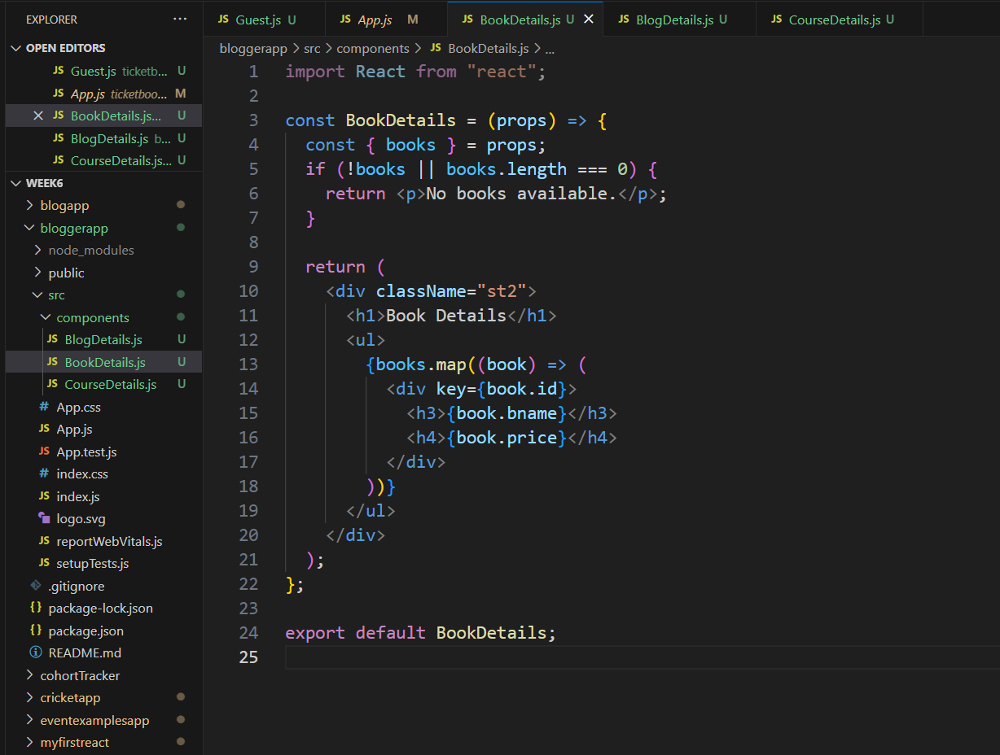 EXPLORER ...
OPEN EDITORS
JS Guest.js ticketb... U
JS App.js ticketboo... M
JS BookDetails.js... U
JS BlogDetails.js b... U
JS CourseDetails.js... U
WEEK6
blogapp
bloggerapp
node_modules
public
src
components
JS BlogDetails.js U
JS BookDetails.js U
JS CourseDetails.js U
# App.css
JS App.js
JS App.test.js
# index.css
JS index.js
logo.svg
JS reportWebVitals.js
JS setupTests.js
.gitignore
{} package-lock.json
{} package.json
README.md
cohortTracker
cricketapp
eventexamplesapp
myfirstreact
JS Guest.js U JS App.js M JS BookDetails.js U JS BlogDetails.js U JS CourseDetails.js U
bloggerapp > src > components > JS BookDetails.js > ...
1 import React from "react";
2
3 const BookDetails = (props) => {
4   const { books } = props;
5   if (!books || books.length === 0) {
6     return <p>No books available.</p>;
7   }
8
9   return (
10     <div className="st2">
11       <h1>Book Details</h1>
12       <ul>
13         {books.map((book) => (
14           <div key={book.id}>
15             <h3>{book.bname}</h3>
16             <h4>{book.price}</h4>
17           </div>
18         ))}
19       </ul>
20     </div>
21   );
22 };
23
24 export default BookDetails;
25